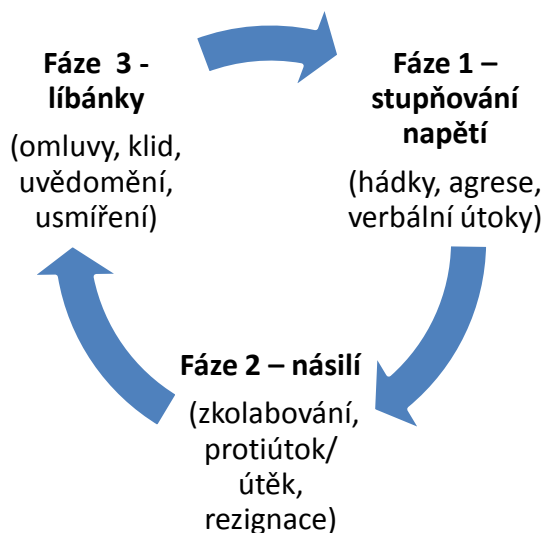 Fáze 3 -
líbánky
(omluvy, klid,
uvědomění,
usmíření)
Fáze 1 –
stupňování
napětí
(hádky, agrese,
verbální útoky)
Fáze 2 – násilí
(zkolabování,
protiútok/
útěk,
rezignace)